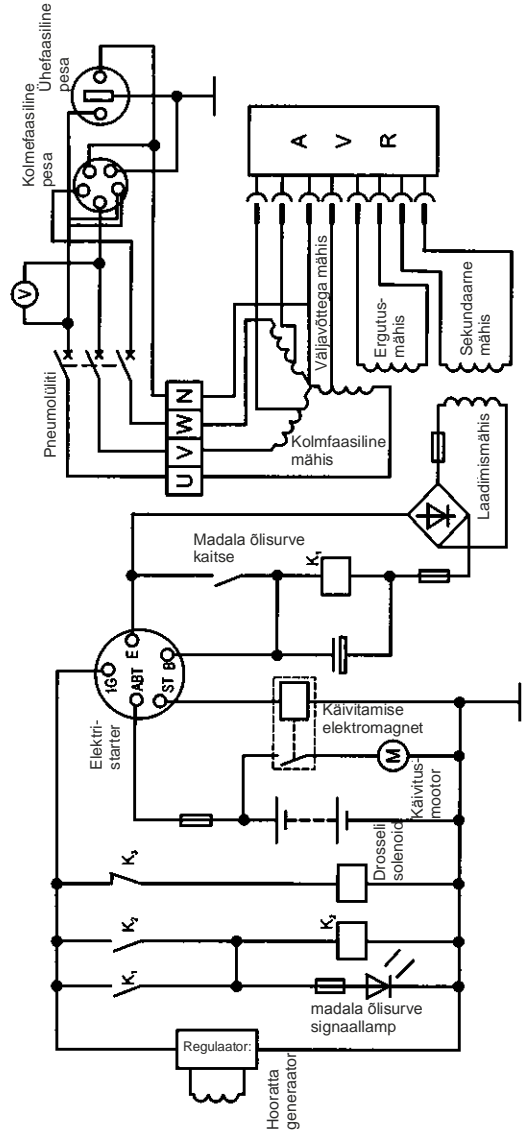 Ühefaasiline
pesa
Kolmefaasiline
pesa
V
Pneumolüliti
U V W N
Väljavõttega mähis
Kolmfaasiline
mähis
A V R
Ergutus-
mähis
Sekundaarne
mähis
Laadimismähis
Madala õlisurve
kaitse
K₁
Elektri-
starter
IG
ABT
ST
B
E
Käivitamise
elektromagnet
M
Käivitus-
mootor
Drosseli
solenoid
K₃
K₂
K₁
K₂
madala õlisurve
signaallamp
Regulaator:
Hooratta
generaator